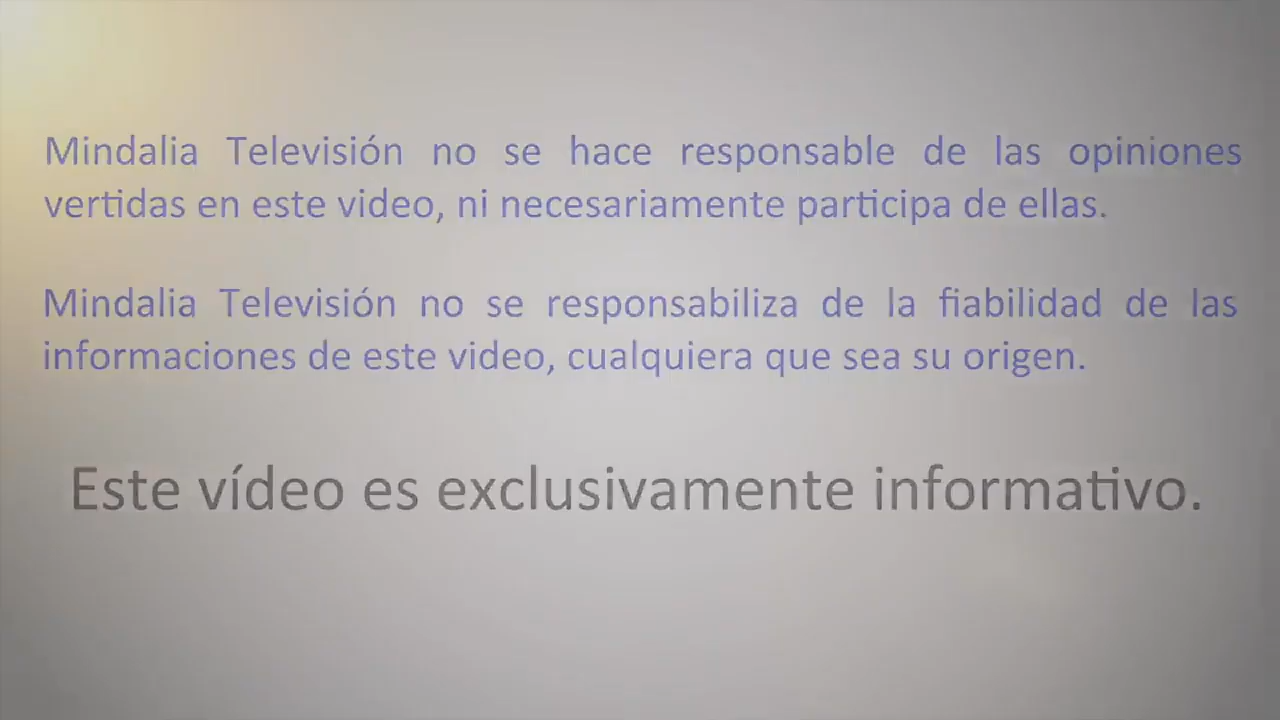 Mindalia Televisión no se hace responsable de las opiniones
vertidas en este video, ni necesariamente participa de ellas.
Mindalia Televisión no se responsabiliza de la fiabilidad de las
informaciones de este video, cualquiera que sea su origen.
Este vídeo es exclusivamente informativo.